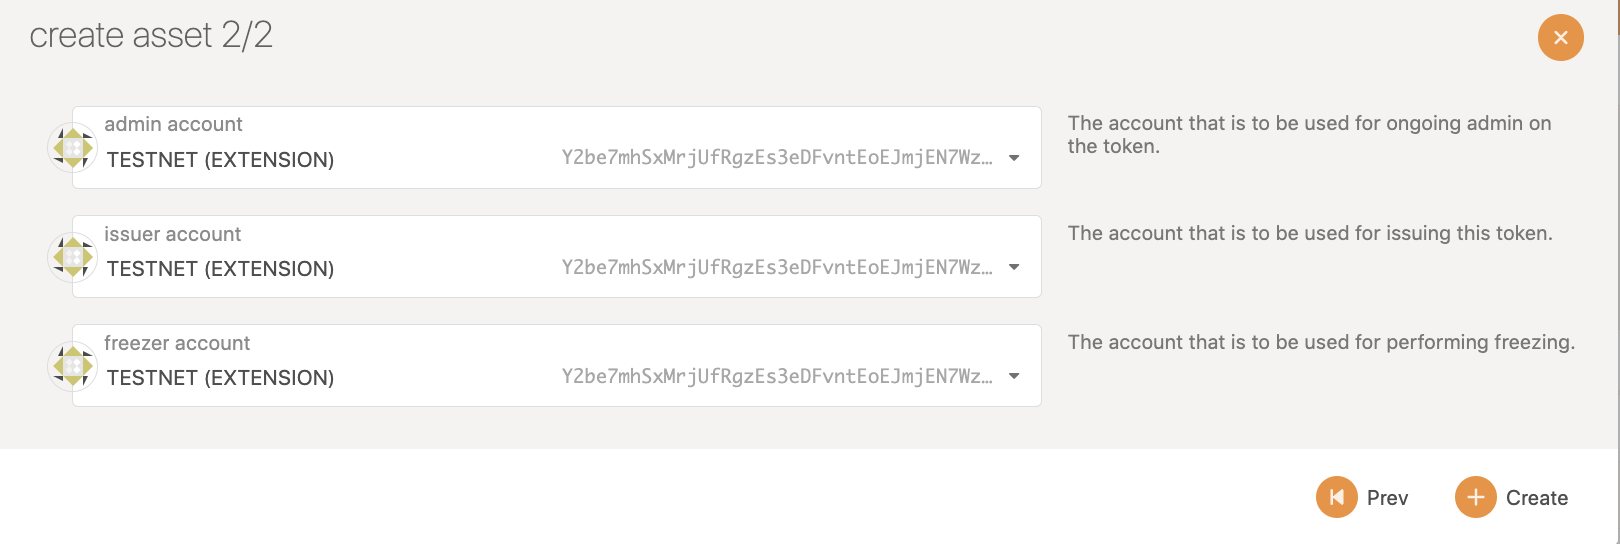 create asset 2/2
admin account
TESTNET (EXTENSION)
Y2be7mhSxMrjUfRgzEs3eDFvntEoEJmjEN7Wz…
The account that is to be used for ongoing admin on
the token.
issuer account
TESTNET (EXTENSION)
Y2be7mhSxMrjUfRgzEs3eDFvntEoEJmjEN7Wz…
The account that is to be used for issuing this token.
freezer account
TESTNET (EXTENSION)
Y2be7mhSxMrjUfRgzEs3eDFvntEoEJmjEN7Wz…
The account that is to be used for performing freezing.
Prev
Create